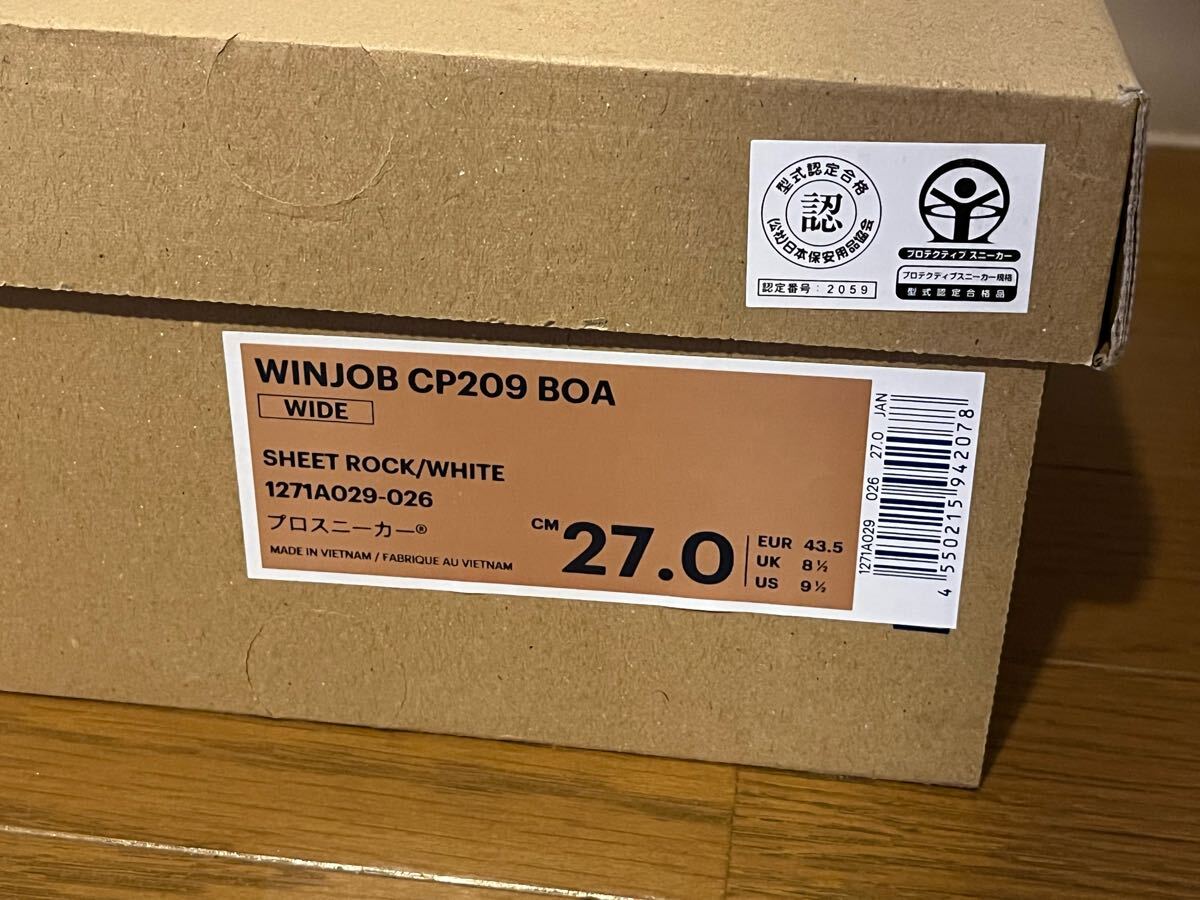 型式認定合格
認
(公社)日本保安用品協会
認定番号:2059
プロテクティブ スニーカー
プロテクティブスニーカー規格
型式認定合格品
WINJOB CP209 BOA
WIDE
SHEET ROCK/WHITE
1271A029-026
プロスニーカー®
MADE IN VIETNAM / FABRIQUE AU VIETNAM
CM 27.0
EUR 43.5
UK 8½
US 9½
1271A029 026 27.0 JAN
4 550215 942078